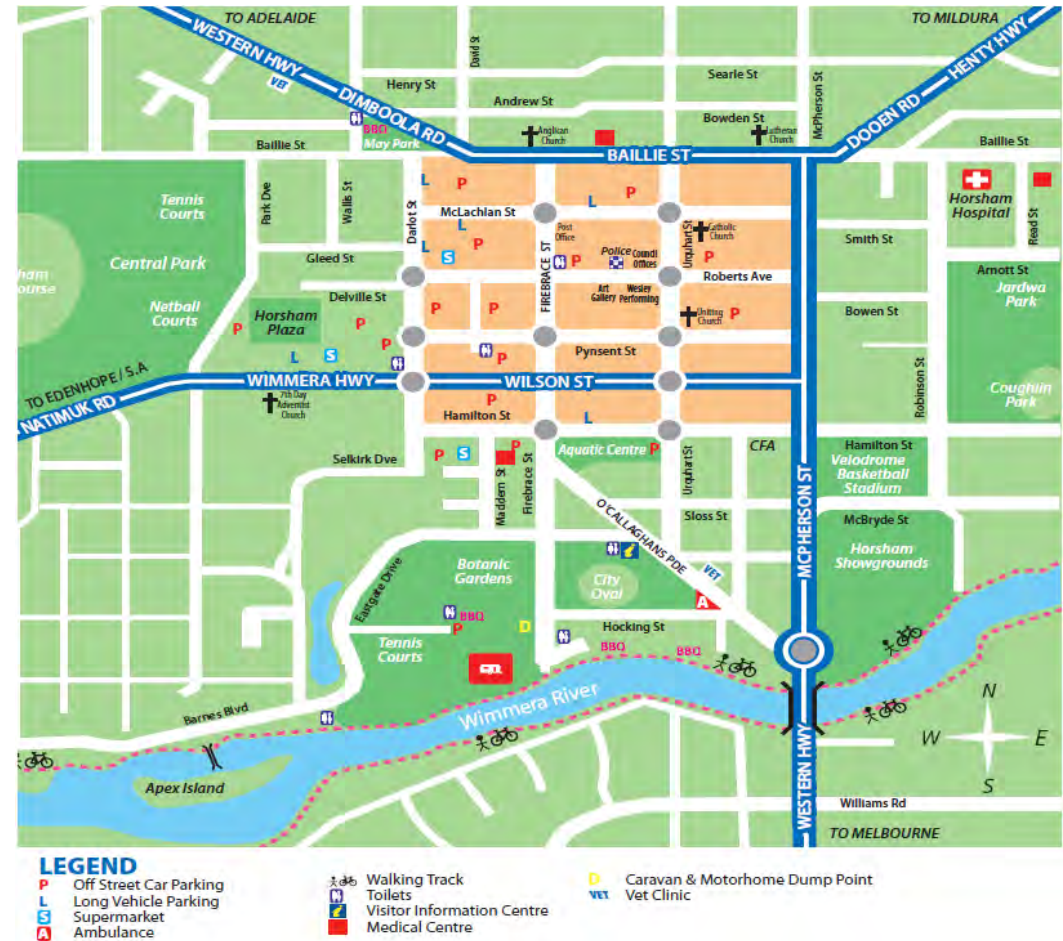 TO ADELAIDE
TO MILDURA
WESTERN HWY
David St
HENTY HWY
Searle St
McPherson St
VET
Henry St
DIMBOOLA RD
Andrew St
DOOEN RD
Bowden St
BBQ
Anglican
Church
Lutheran
Church
May Park
Baillie St
BAILLIE ST
Baillie St
L
P
P
Tennis
Courts
Park Dve
Wallis St
Darlot St
L
Horsham
Hospital
Read St
McLachlan St
L
Post
Office
Urquhart St
Catholic
Church
Smith St
Central Park
Gleed St
L
S
P
FIREBRACE ST
P
Police
Council
Offices
P
Roberts Ave
Arnott St
Jardwa
Park
Netball
Courts
Delville St
Art
Gallery
Wesley
Performing
Horsham
Plaza
P
P
P
P
Uniting
Church
P
Bowen St
L
S
P
P
Pynsent St
TO EDENHOPE / S.A
NATIMUK RD
WIMMERA HWY
WILSON ST
Robinson St
Coughlin
Park
7th Day
Adventist
Church
P
Hamilton St
L
Selkirk Dve
P
S
P
Aquatic Centre
P
CFA
Hamilton St
Velodrome
Basketball
Stadium
Maddern St
Firebrace St
Urquhart St
O'CALLAGHANS PDE
Sloss St
MCPHERSON ST
McBryde St
Horsham
Showgrounds
Eastgate Drive
Botanic
Gardens
City
Oval
VET
A
BBQ
P
D
Hocking St
Tennis
Courts
BBQ
BBQ
Wimmera River
Barnes Blvd
N
W
E
S
Apex Island
WESTERN HWY
Williams Rd
TO MELBOURNE
LEGEND
P Off Street Car Parking
L Long Vehicle Parking
S Supermarket
A Ambulance
Walking Track
Toilets
i Visitor Information Centre
Medical Centre
D Caravan & Motorhome Dump Point
VET Vet Clinic